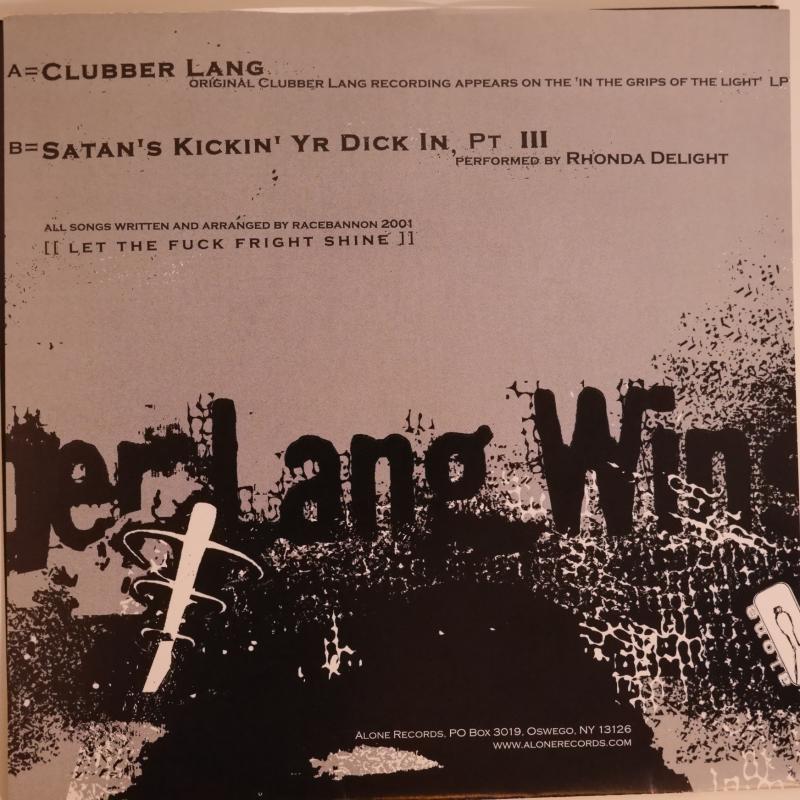 A=CLUBBER LANG
ORIGINAL CLUBBER LANG RECORDING APPEARS ON THE 'IN THE GRIPS OF THE LIGHT' LP
B=SATAN'S KICKIN' YR DICK IN, PT III
PERFORMED BY RHONDA DELIGHT
ALL SONGS WRITTEN AND ARRANGED BY RACEBANNON 2001
[[ LET THE FUCK FRIGHT SHINE ]]
ber Lang Wins
ALONE RECORDS, PO BOX 3019, OSWEGO, NY 13126
WWW.ALONERECORDS.COM